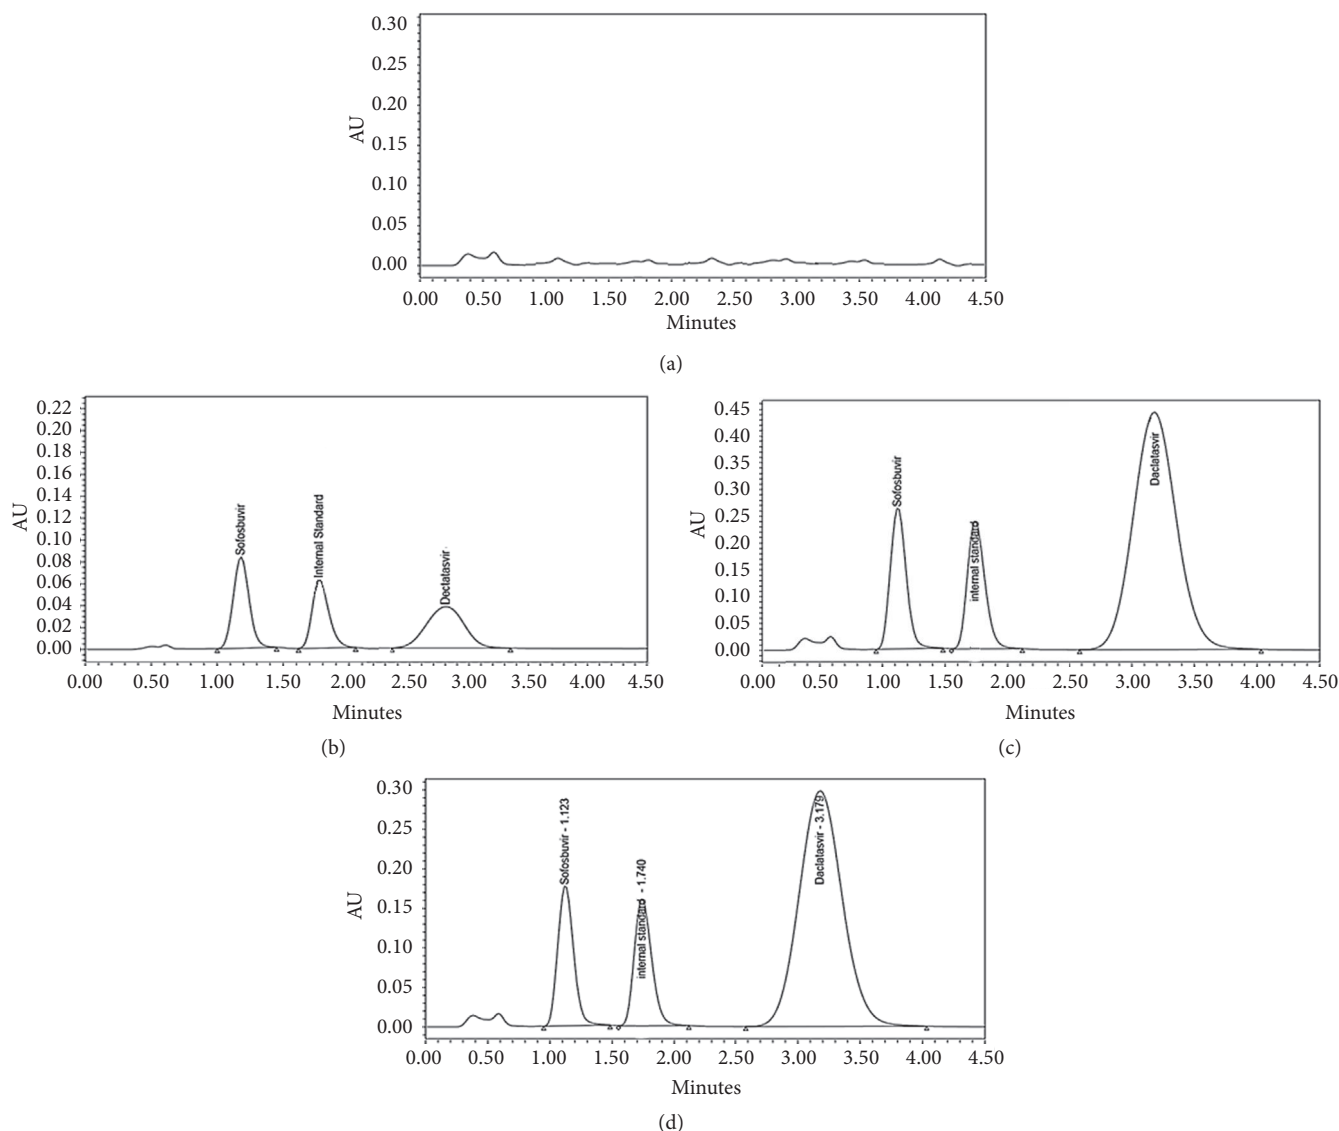 0.30
0.25
0.20
0.15
0.10
0.05
0.00
AU
0.00 0.50 1.00 1.50 2.00 2.50 3.00 3.50 4.00 4.50
Minutes
(a)
0.22
0.20
0.18
0.16
0.14
0.12
0.10
0.08
0.06
0.04
0.02
0.00
AU
Sofosbuvir
Internal Standard
Dectatasvir
0.00 0.50 1.00 1.50 2.00 2.50 3.00 3.50 4.00 4.50
Minutes
(b)
0.45
0.40
0.35
0.30
0.25
0.20
0.15
0.10
0.05
0.00
AU
Sofosbuvir
internal standard
Daclatasvir
0.00 0.50 1.00 1.50 2.00 2.50 3.00 3.50 4.00 4.50
Minutes
(c)
0.30
0.25
0.20
0.15
0.10
0.05
0.00
AU
Sofosbuvir - 1.123
internal standard - 1.740
Daclatasvir - 3.179
0.00 0.50 1.00 1.50 2.00 2.50 3.00 3.50 4.00 4.50
Minutes
(d)